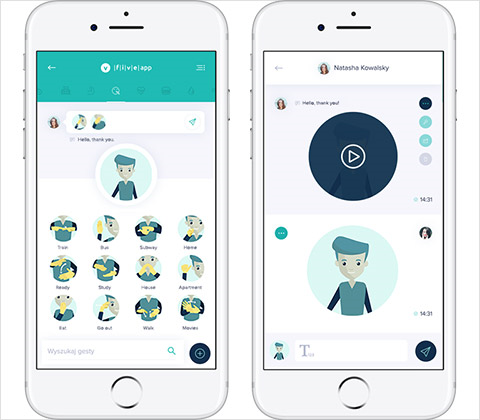 v |f|i|v|e|app
Hello, thank you.
Train Bus Subway Home
Ready Study House Apartment
Eat Go out Walk Movies
Wyszukaj gesty
Natasha Kowalsky
Hello, thank you!
14:31
14:31